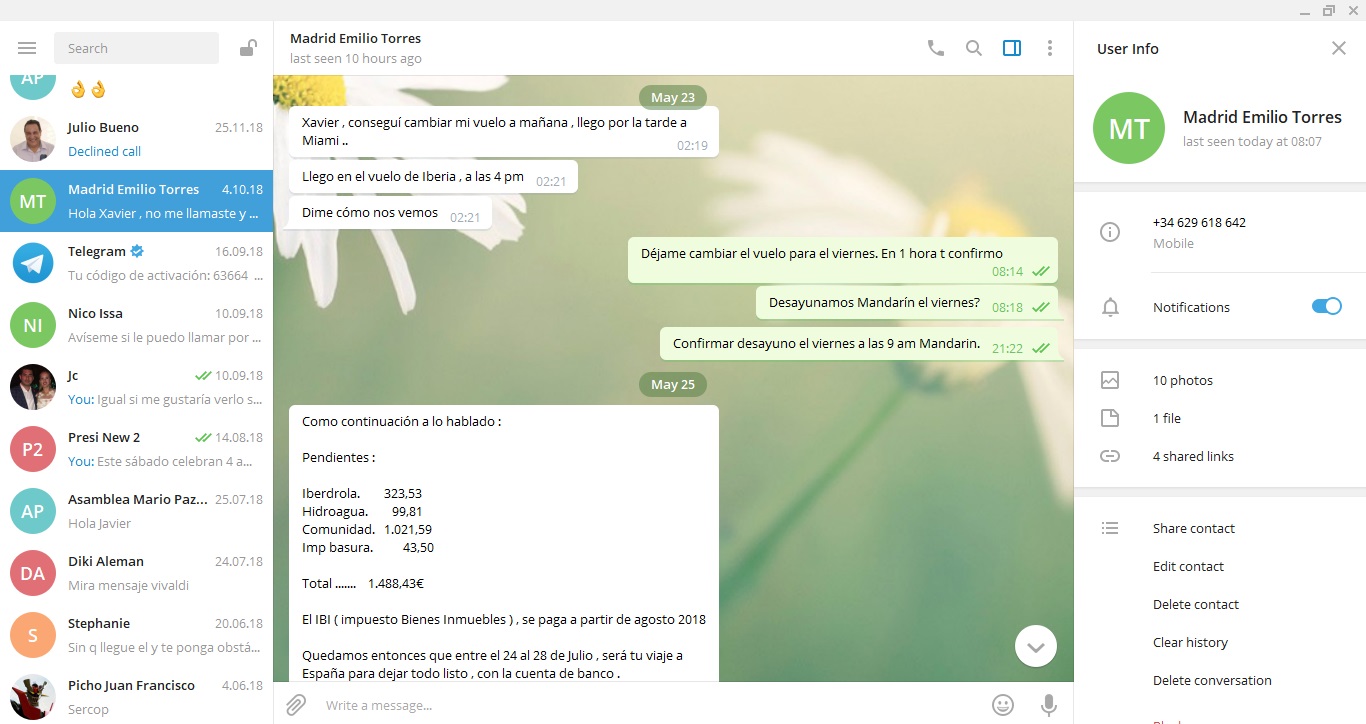 Search
AP
👌👌
Julio Bueno 25.11.18
Declined call
MT
Madrid Emilio Torres 4.10.18
Hola Xavier , no me llamaste y ...
Telegram 16.09.18
Tu código de activación: 63664 ...
NI
Nico Issa 10.09.18
Avíseme si le puedo llamar por ...
Jc 10.09.18
You: Igual si me gustaría verlo s...
P2
Presi New 2 14.08.18
You: Este sábado celebran 4 a...
AP
Asamblea Mario Paz... 25.07.18
Hola Javier
DA
Diki Aleman 24.07.18
Mira mensaje vivaldi
S
Stephanie 20.06.18
Sin q llegue el y te ponga obstá...
Picho Juan Francisco 4.06.18
Sercop
Madrid Emilio Torres
last seen 10 hours ago
May 23
Xavier , conseguí cambiar mi vuelo a mañana , llego por la tarde a
Miami .. 02:19
Llego en el vuelo de Iberia , a las 4 pm 02:21
Dime cómo nos vemos 02:21
Déjame cambiar el vuelo para el viernes. En 1 hora t confirmo
08:14
Desayunamos Mandarín el viernes? 08:18
Confirmar desayuno el viernes a las 9 am Mandarin. 21:22
May 25
Como continuación a lo hablado :
Pendientes :
Iberdrola. 323,53
Hidroagua. 99,81
Comunidad. 1.021,59
Imp basura. 43,50
Total ....... 1.488,43€
El IBI ( impuesto Bienes Inmuebles ) , se paga a partir de agosto 2018
Quedamos entonces que entre el 24 al 28 de Julio , será tu viaje a
España para dejar todo listo , con la cuenta de banco .
Write a message...
User Info
MT
Madrid Emilio Torres
last seen today at 08:07
+34 629 618 642
Mobile
Notifications
10 photos
1 file
4 shared links
Share contact
Edit contact
Delete contact
Clear history
Delete conversation